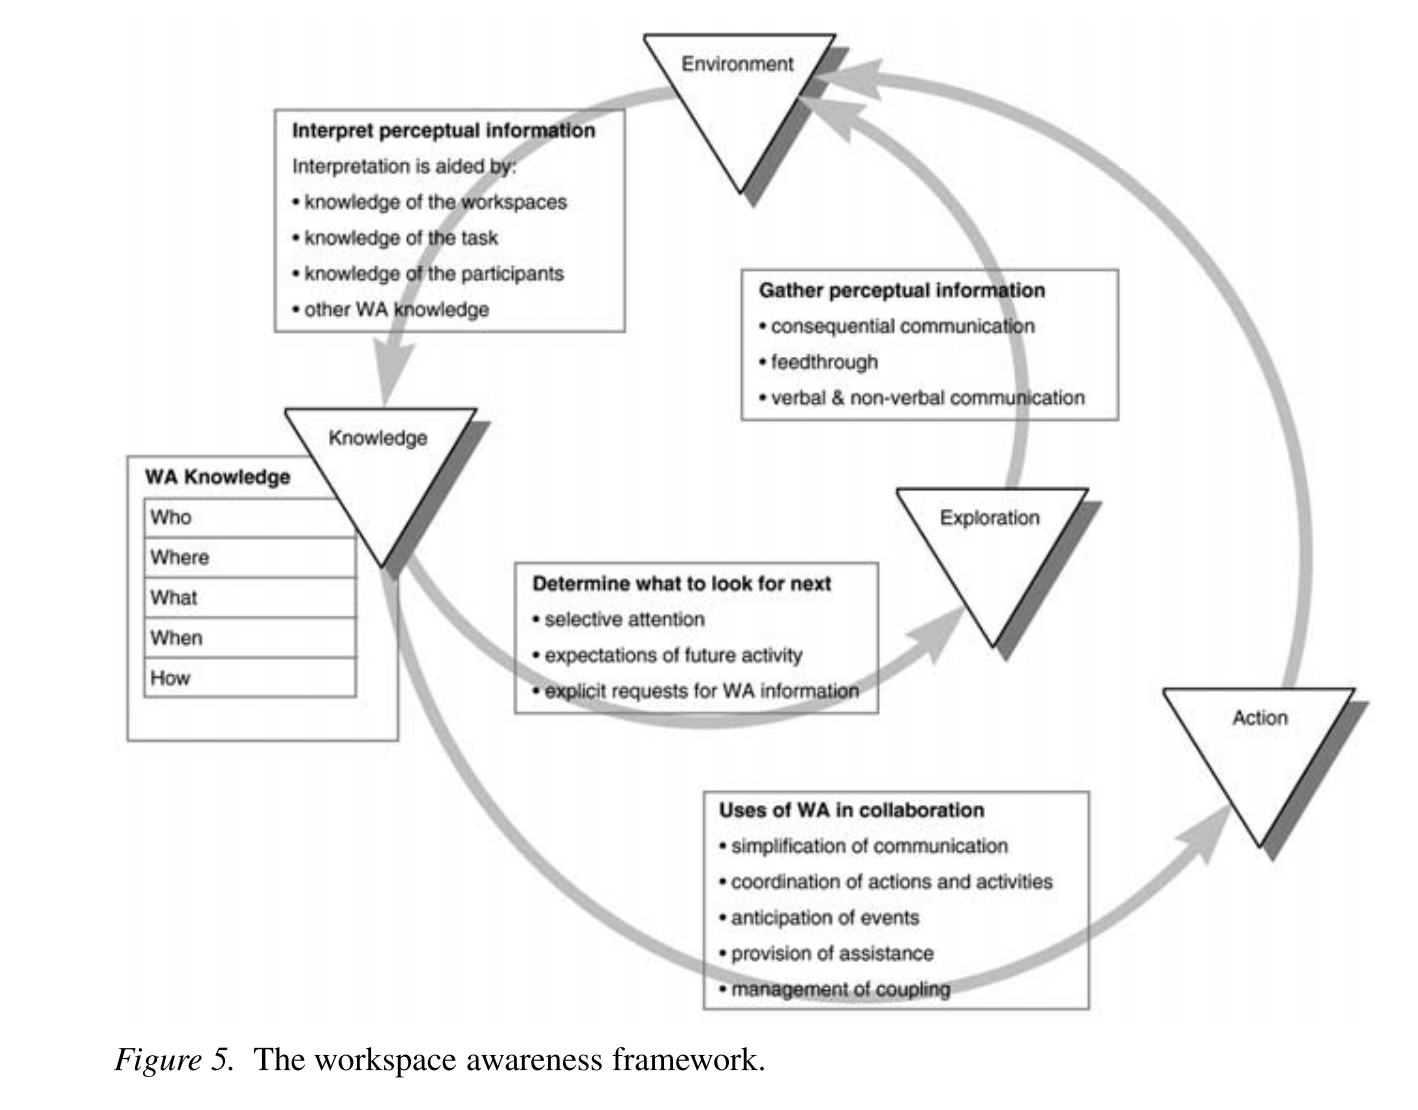 Environment
Interpret perceptual information
Interpretation is aided by:
• knowledge of the workspaces
• knowledge of the task
• knowledge of the participants
• other WA knowledge
Gather perceptual information
• consequential communication
• feedthrough
• verbal & non-verbal communication
Knowledge
WA Knowledge
Who
Where
What
When
How
Exploration
Determine what to look for next
• selective attention
• expectations of future activity
• explicit requests for WA information
Action
Uses of WA in collaboration
• simplification of communication
• coordination of actions and activities
• anticipation of events
• provision of assistance
• management of coupling
Figure 5. The workspace awareness framework.